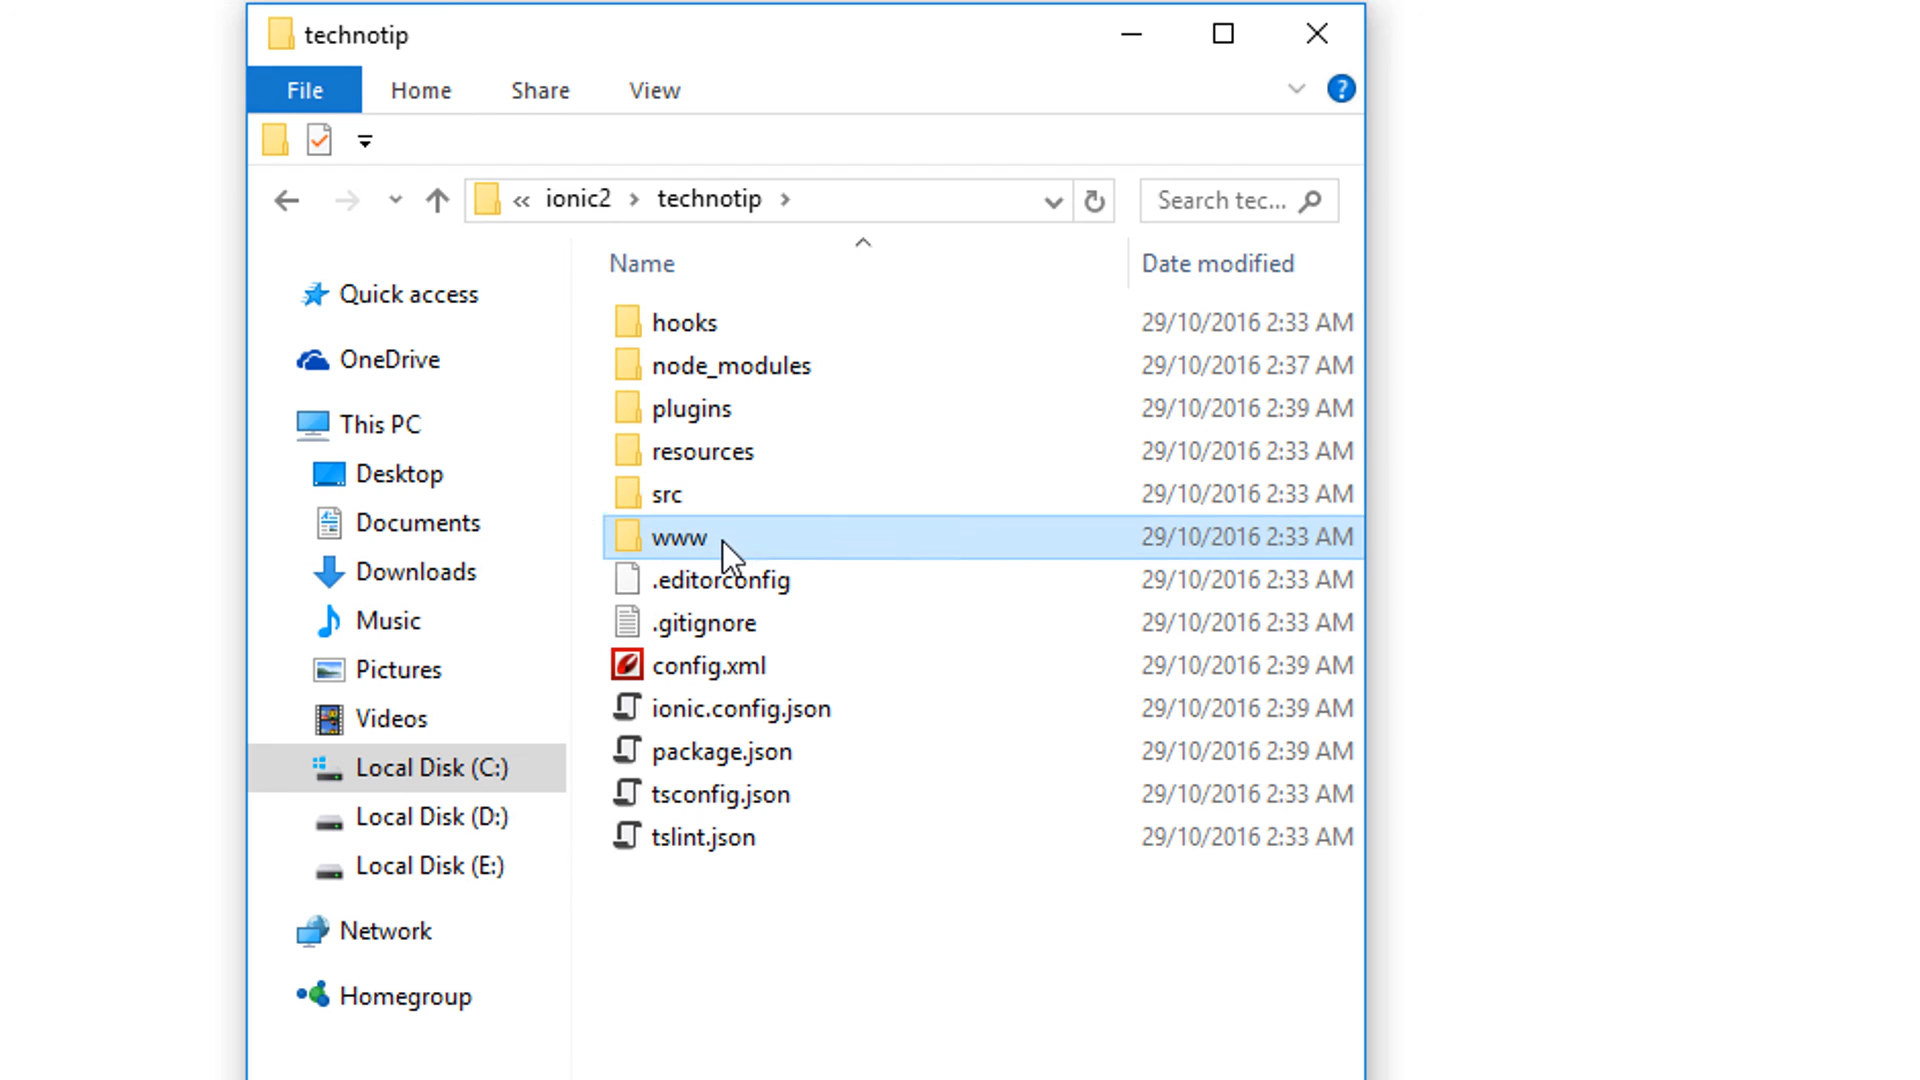 technotip
File Home Share View
« ionic2 › technotip › Search tec...
Name Date modified
Quick access
OneDrive
This PC
Desktop
Documents
Downloads
Music
Pictures
Videos
Local Disk (C:)
Local Disk (D:)
Local Disk (E:)
Network
Homegroup
hooks 29/10/2016 2:33 AM
node_modules 29/10/2016 2:37 AM
plugins 29/10/2016 2:39 AM
resources 29/10/2016 2:33 AM
src 29/10/2016 2:33 AM
www 29/10/2016 2:33 AM
.editorconfig 29/10/2016 2:33 AM
.gitignore 29/10/2016 2:33 AM
config.xml 29/10/2016 2:39 AM
ionic.config.json 29/10/2016 2:39 AM
package.json 29/10/2016 2:39 AM
tsconfig.json 29/10/2016 2:33 AM
tslint.json 29/10/2016 2:33 AM